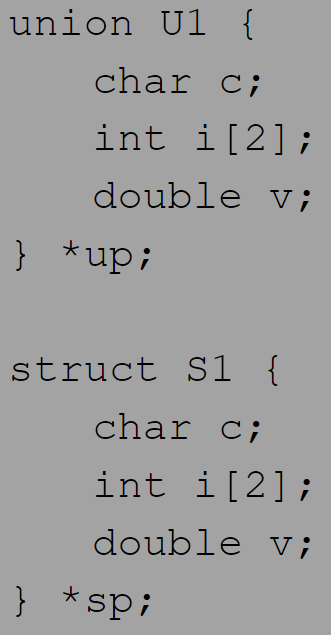 union U1 {
    char c;
    int i[2];
    double v;
} *up;

struct S1 {
    char c;
    int i[2];
    double v;
} *sp;